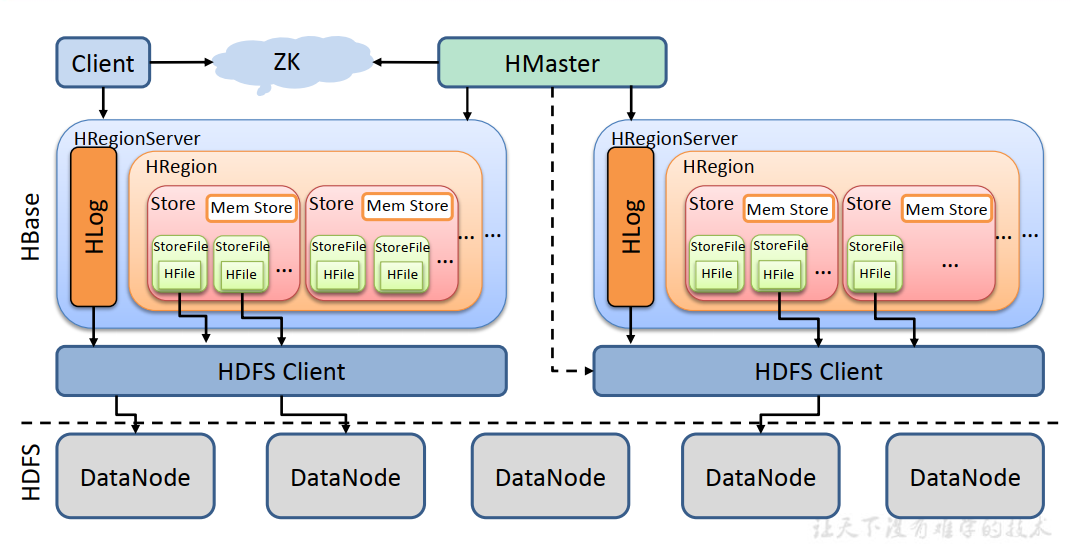 Client
ZK
HMaster
HBase
HRegionServer
HLog
HRegion
Store
Mem Store
StoreFile
HFile
StoreFile
HFile
...
Store
Mem Store
StoreFile
HFile
StoreFile
HFile
...
...
...
HRegionServer
HLog
HRegion
Store
Mem Store
StoreFile
HFile
StoreFile
HFile
...
Store
Mem Store
StoreFile
HFile
...
...
...
HDFS Client
HDFS Client
HDFS
DataNode
DataNode
DataNode
DataNode
DataNode
让天下没有难学的技术